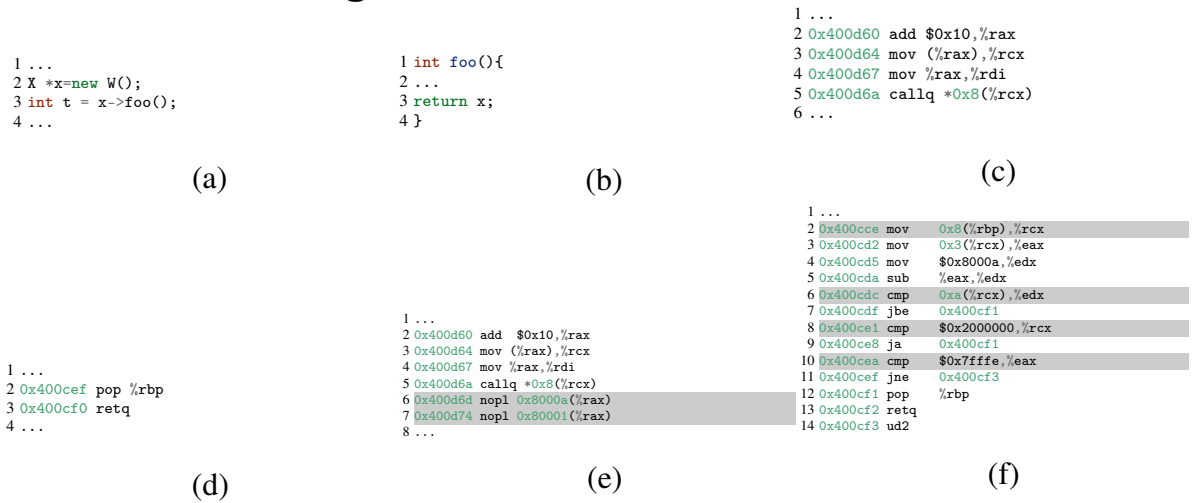 1 ...
2 X *x=new W();
3 int t = x->foo();
4 ...
(a)
1 int foo(){
2 ...
3 return x;
4 }
(b)
1 ...
2 0x400d60 add $0x10,%rax
3 0x400d64 mov (%rax),%rcx
4 0x400d67 mov %rax,%rdi
5 0x400d6a callq *0x8(%rcx)
6 ...
(c)
1 ...
2 0x400cef pop %rbp
3 0x400cf0 retq
4 ...
(d)
1 ...
2 0x400d60 add $0x10,%rax
3 0x400d64 mov (%rax),%rcx
4 0x400d67 mov %rax,%rdi
5 0x400d6a callq *0x8(%rcx)
6 0x400d6d nopl 0x8000a(%rax)
7 0x400d74 nopl 0x80001(%rax)
8 ...
(e)
1 ...
2 0x400cce mov 0x8(%rbp),%rcx
3 0x400cd2 mov 0x3(%rcx),%eax
4 0x400cd5 mov $0x8000a,%edx
5 0x400cda sub %eax,%edx
6 0x400cdc cmp 0xa(%rcx),%edx
7 0x400cdf jbe 0x400cf1
8 0x400ce1 cmp $0x2000000,%rcx
9 0x400ce8 ja 0x400cf1
10 0x400cea cmp $0x7fffe,%eax
11 0x400cef jne 0x400cf3
12 0x400cf1 pop %rbp
13 0x400cf2 retq
14 0x400cf3 ud2
(f)